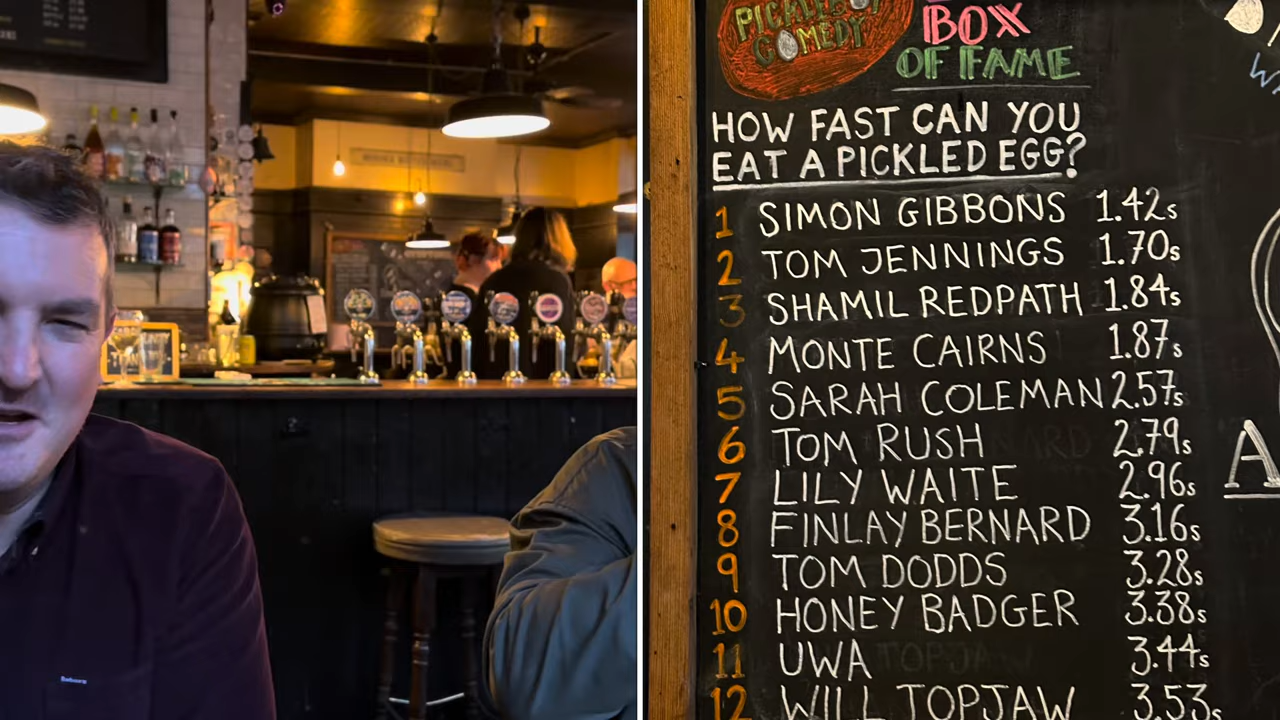 PICKLED
COMEDY
BOX
OF FAME
HOW FAST CAN YOU
EAT A PICKLED EGG?
1 SIMON GIBBONS 1.42s
2 TOM JENNINGS 1.70s
3 SHAMIL REDPATH 1.84s
4 MONTE CAIRNS 1.87s
5 SARAH COLEMAN 2.57s
6 TOM RUSH 2.79s
7 LILY WAITE 2.96s
8 FINLAY BERNARD 3.16s
9 TOM DODDS 3.28s
10 HONEY BADGER 3.38s
11 UWA 3.44s
12 WILL TOPJAW 3.53s
A